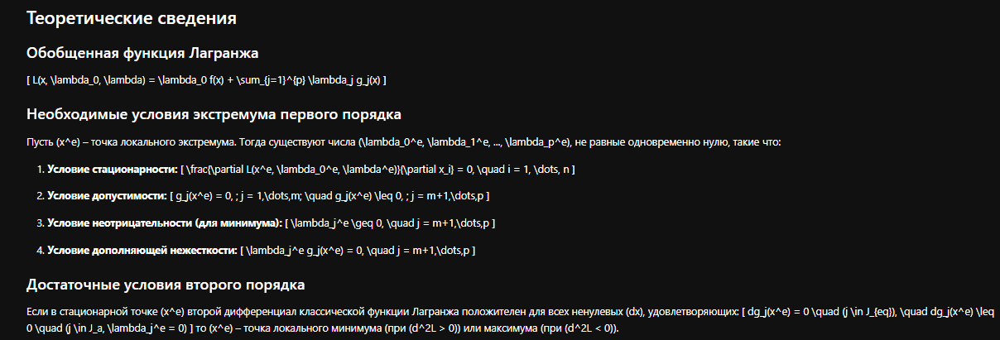 Теоретические сведения
Обобщенная функция Лагранжа
[ L(x, \lambda_0, \lambda) = \lambda_0 f(x) + \sum_{j=1}^{p} \lambda_j g_j(x) ]
Необходимые условия экстремума первого порядка
Пусть (x^e) – точка локального экстремума. Тогда существуют числа (\lambda_0^e, \lambda_1^e, ..., \lambda_p^e), не равные одновременно нулю, такие что:
1. Условие стационарности: [ \frac{\partial L(x^e, \lambda_0^e, \lambda^e)}{\partial x_i} = 0, \quad i = 1, \dots, n ]
2. Условие допустимости: [ g_j(x^e) = 0, ; j = 1,\dots,m; \quad g_j(x^e) \leq 0, ; j = m+1,\dots,p ]
3. Условие неотрицательности (для минимума): [ \lambda_j^e \geq 0, \quad j = m+1,\dots,p ]
4. Условие дополняющей нежесткости: [ \lambda_j^e g_j(x^e) = 0, \quad j = m+1,\dots,p ]
Достаточные условия второго порядка
Если в стационарной точке (x^e) второй дифференциал классической функции Лагранжа положителен для всех ненулевых (dx), удовлетворяющих: [ dg_j(x^e) = 0 \quad (j \in J_{eq}), \quad dg_j(x^e) \leq
0 \quad (j \in J_a, \lambda_j^e = 0) ] то (x^e) – точка локального минимума (при (d^2L > 0)) или максимума (при (d^2L < 0)).